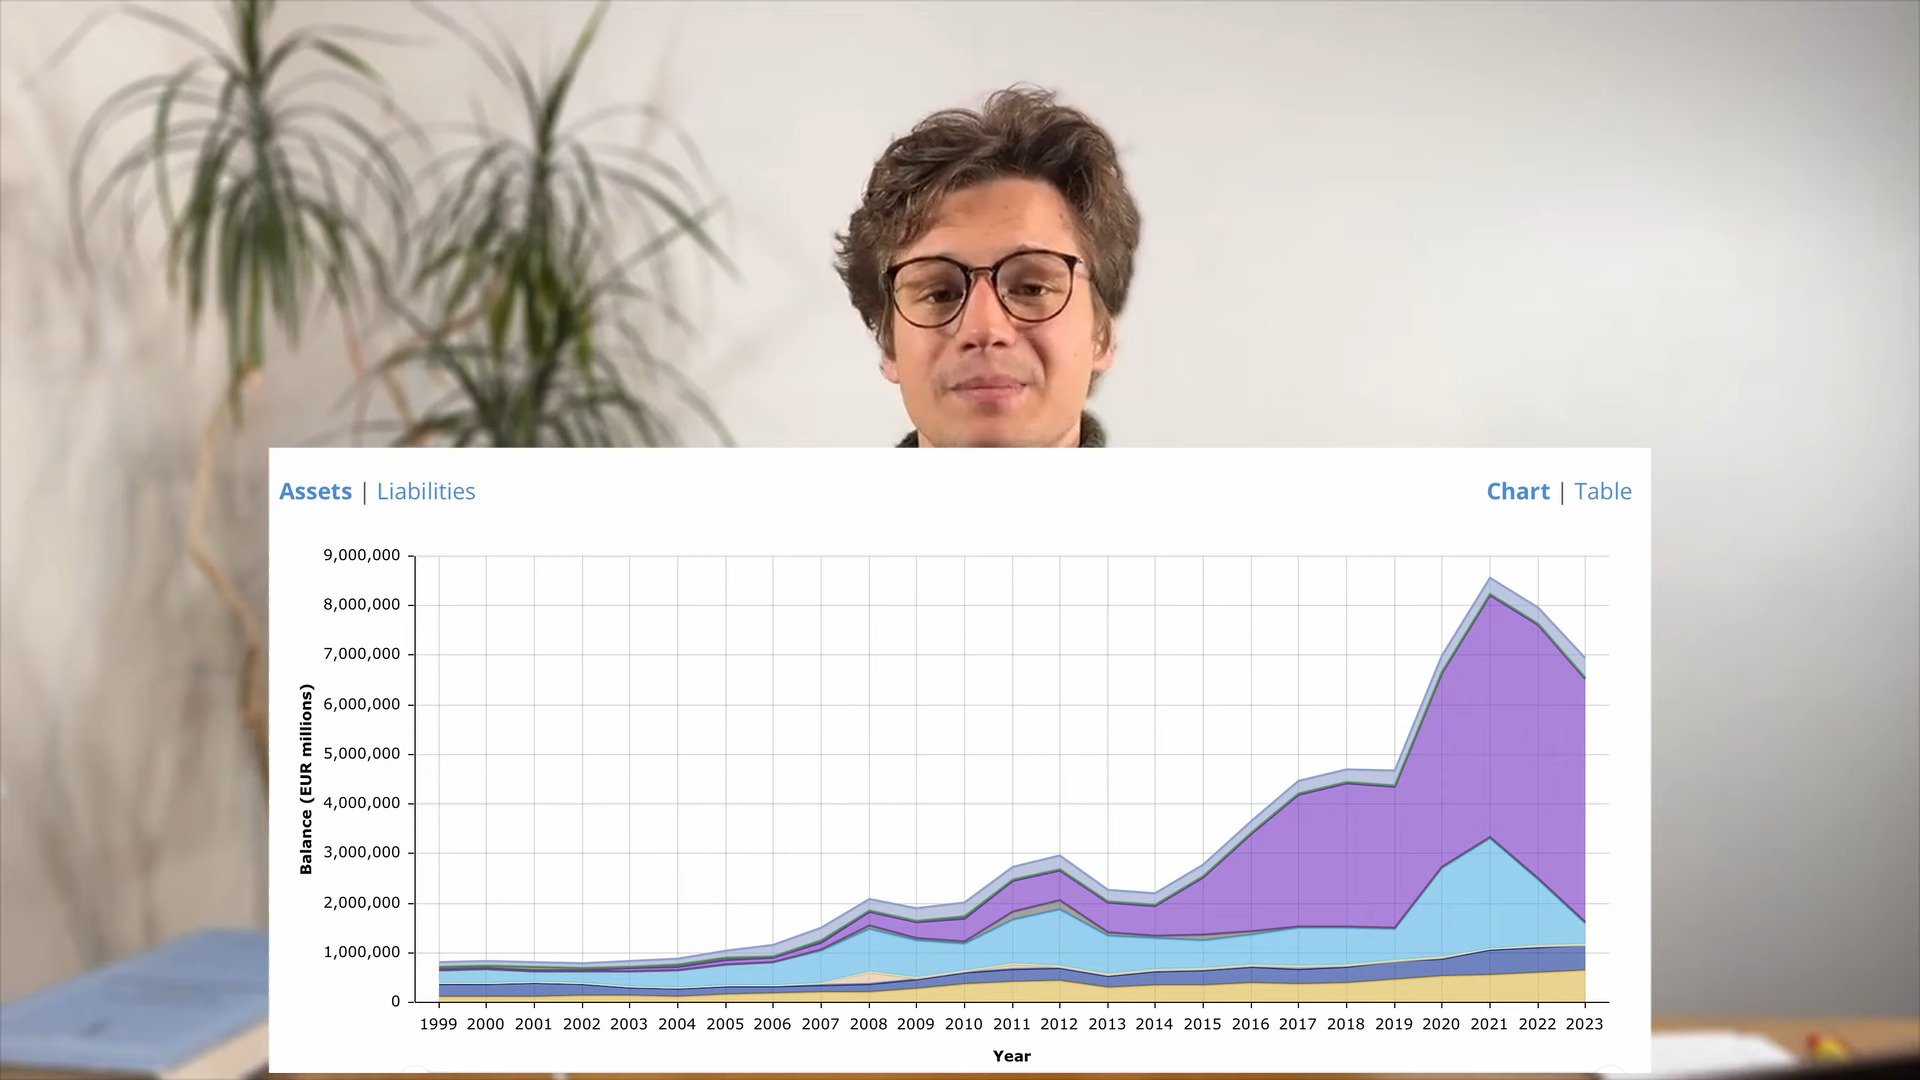 Assets | Liabilities
Chart | Table
Balance (EUR millions)
9,000,000
8,000,000
7,000,000
6,000,000
5,000,000
4,000,000
3,000,000
2,000,000
1,000,000
0
1999 2000 2001 2002 2003 2004 2005 2006 2007 2008 2009 2010 2011 2012 2013 2014 2015 2016 2017 2018 2019 2020 2021 2022 2023
Year